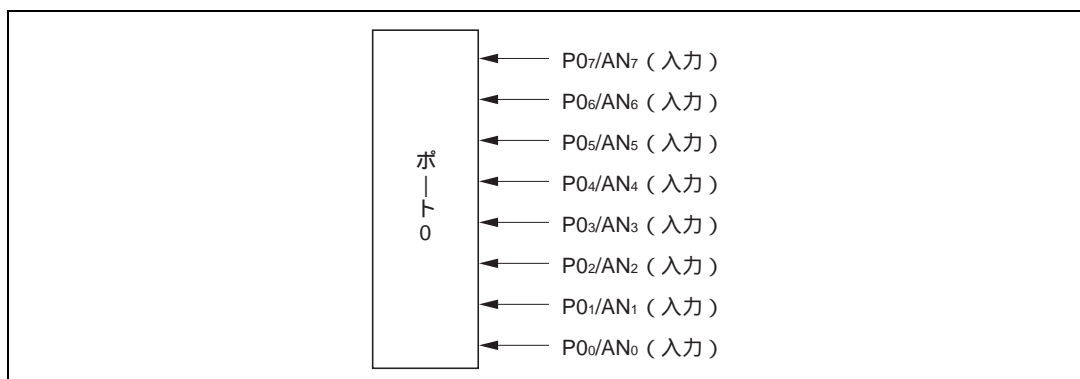 ポート0
P07/AN7(入力)
P06/AN6(入力)
P05/AN5(入力)
P04/AN4(入力)
P03/AN3(入力)
P02/AN2(入力)
P01/AN1(入力)
P00/AN0(入力)